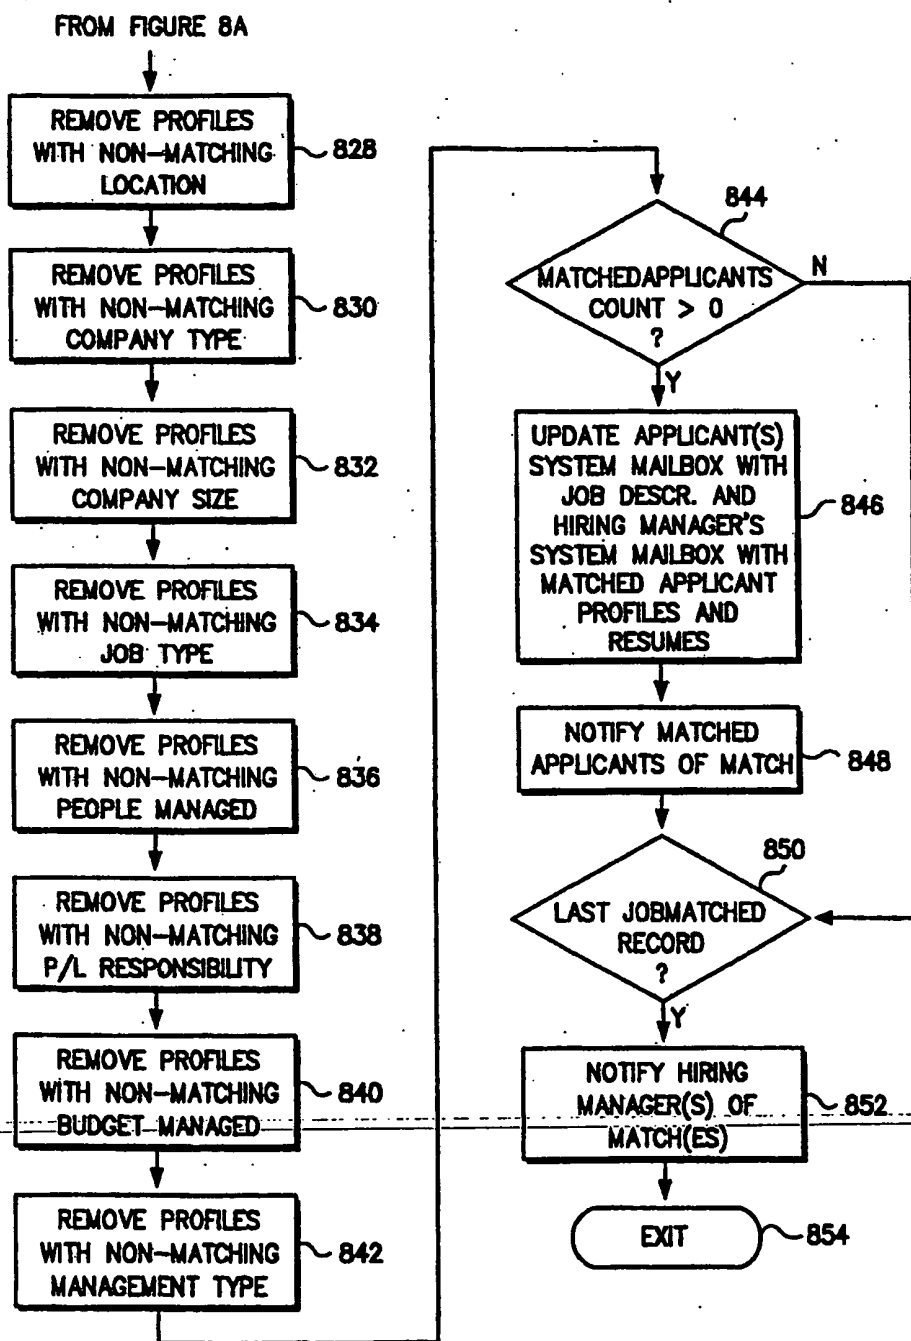 FROM FIGURE 8A
REMOVE PROFILES
WITH NON-MATCHING
LOCATION
828
REMOVE PROFILES
WITH NON-MATCHING
COMPANY TYPE
830
REMOVE PROFILES
WITH NON-MATCHING
COMPANY SIZE
832
REMOVE PROFILES
WITH NON-MATCHING
JOB TYPE
834
REMOVE PROFILES
WITH NON-MATCHING
PEOPLE MANAGED
836
REMOVE PROFILES
WITH NON-MATCHING
P/L RESPONSIBILITY
838
REMOVE PROFILES
WITH NON-MATCHING
BUDGET MANAGED
840
REMOVE PROFILES
WITH NON-MATCHING
MANAGEMENT TYPE
842
844
MATCHEDAPPLICANTS
COUNT > 0
?
N
Y
UPDATE APPLICANT(S)
SYSTEM MAILBOX WITH
JOB DESCR. AND
HIRING MANAGER'S
SYSTEM MAILBOX WITH
MATCHED APPLICANT
PROFILES AND
RESUMES
846
NOTIFY MATCHED
APPLICANTS OF MATCH
848
850
LAST JOBMATCHED
RECORD
?
Y
NOTIFY HIRING
MANAGER(S) OF
MATCH(ES)
852
EXIT
854